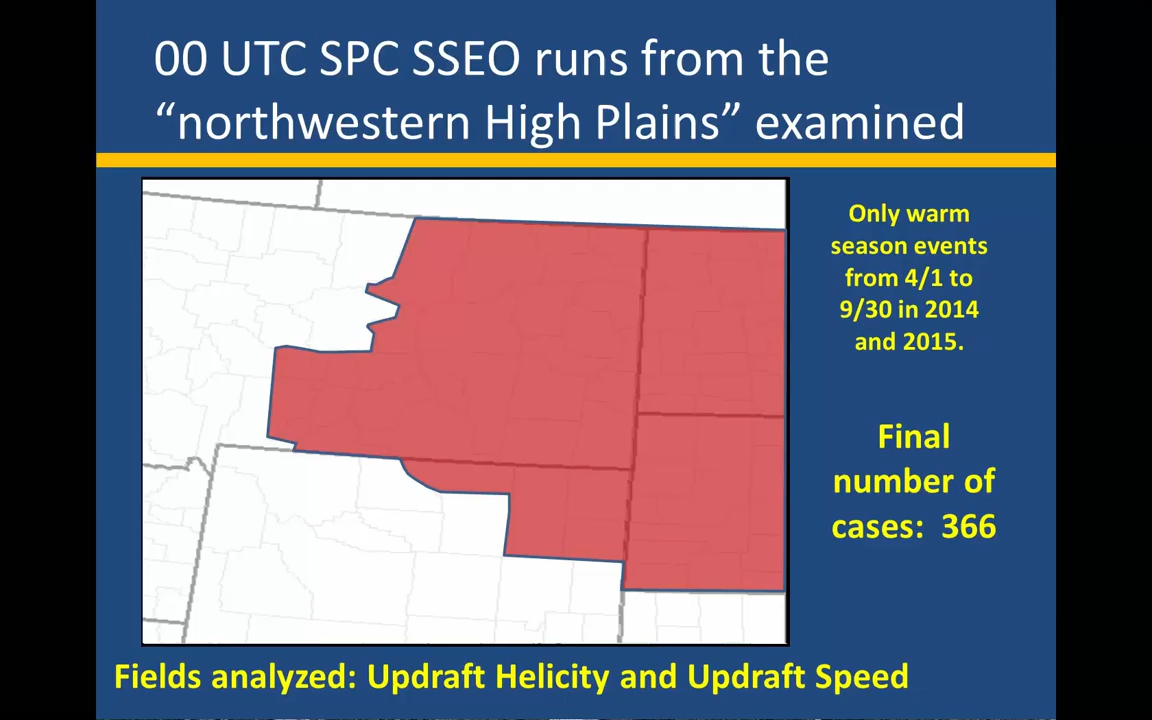 00 UTC SPC SSEO runs from the
“northwestern High Plains” examined
Only warm
season events
from 4/1 to
9/30 in 2014
and 2015.
Final
number of
cases: 366
Fields analyzed: Updraft Helicity and Updraft Speed